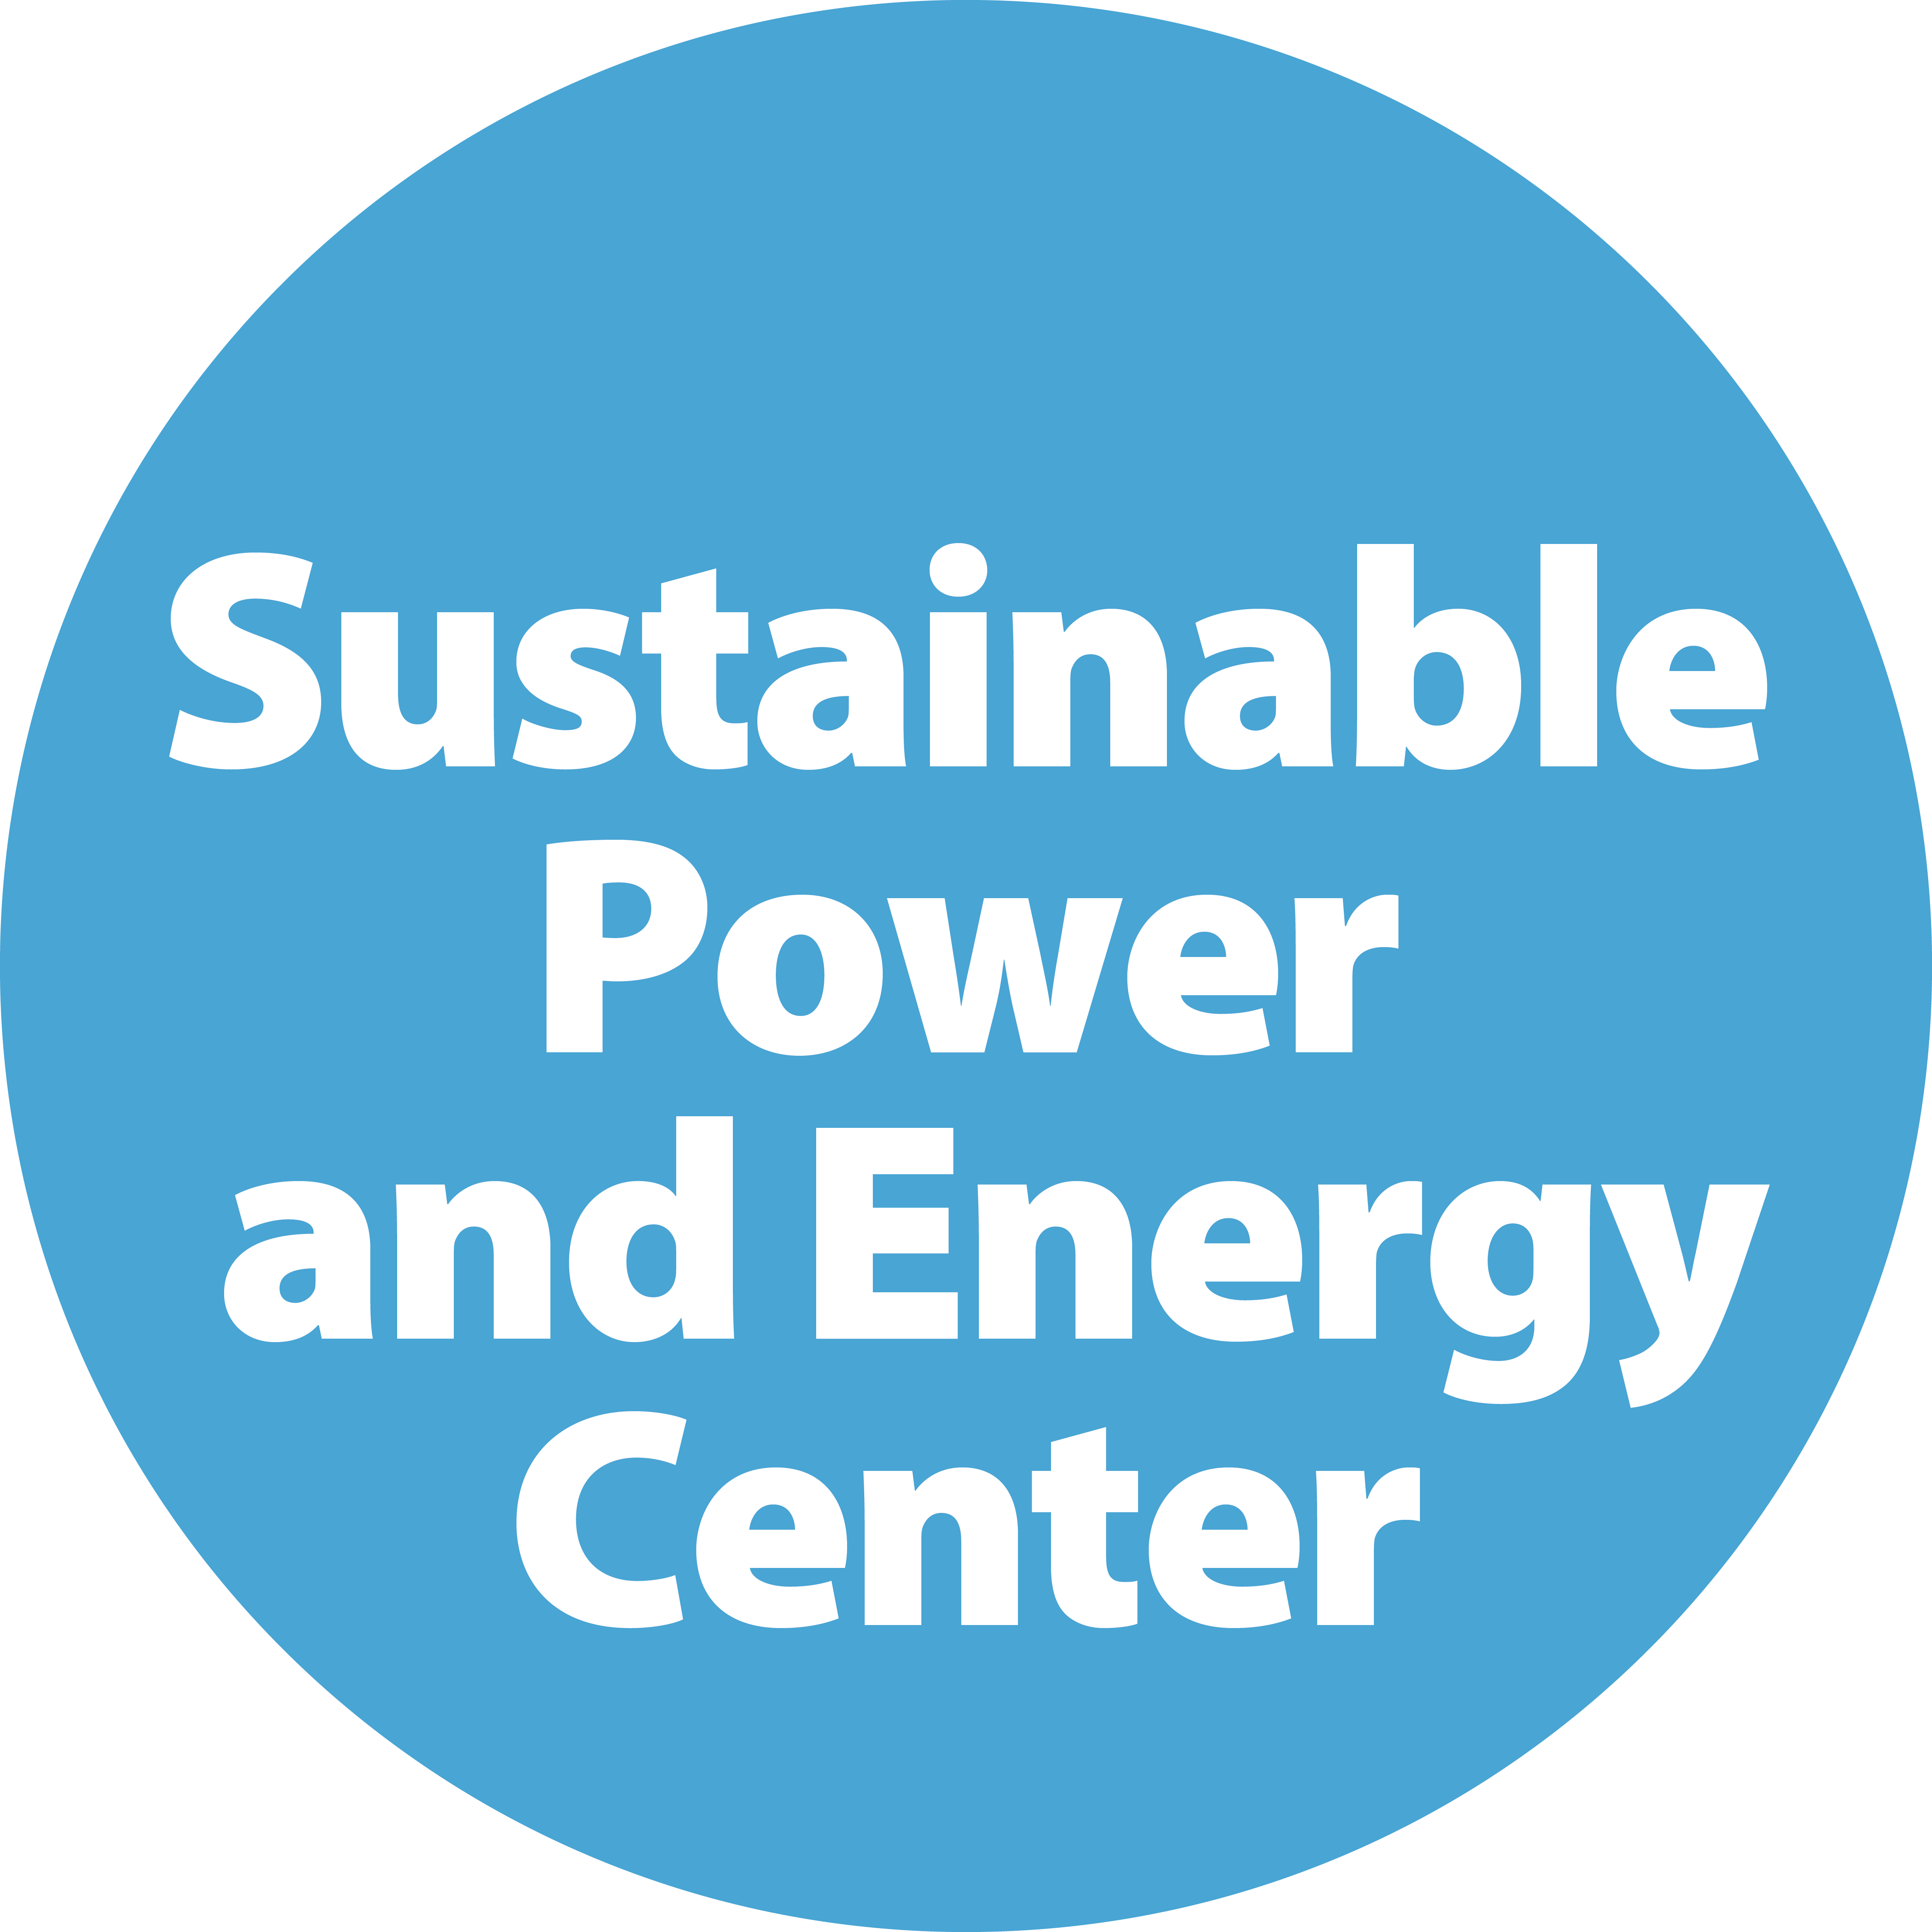 Sustainable
Power
and Energy
Center